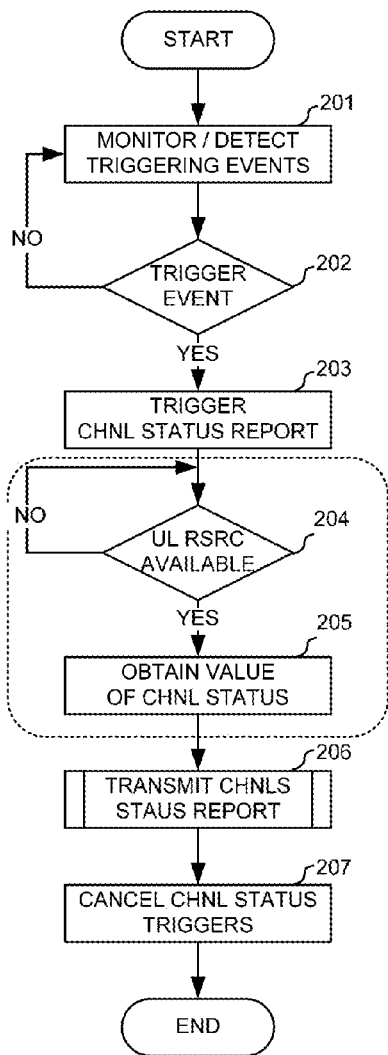 START
201
MONITOR / DETECT
TRIGGERING EVENTS
NO
202
TRIGGER
EVENT
YES
203
TRIGGER
CHNL STATUS REPORT
NO
204
UL RSRC
AVAILABLE
YES
205
OBTAIN VALUE
OF CHNL STATUS
206
TRANSMIT CHNLS
STAUS REPORT
207
CANCEL CHNL STATUS
TRIGGERS
END